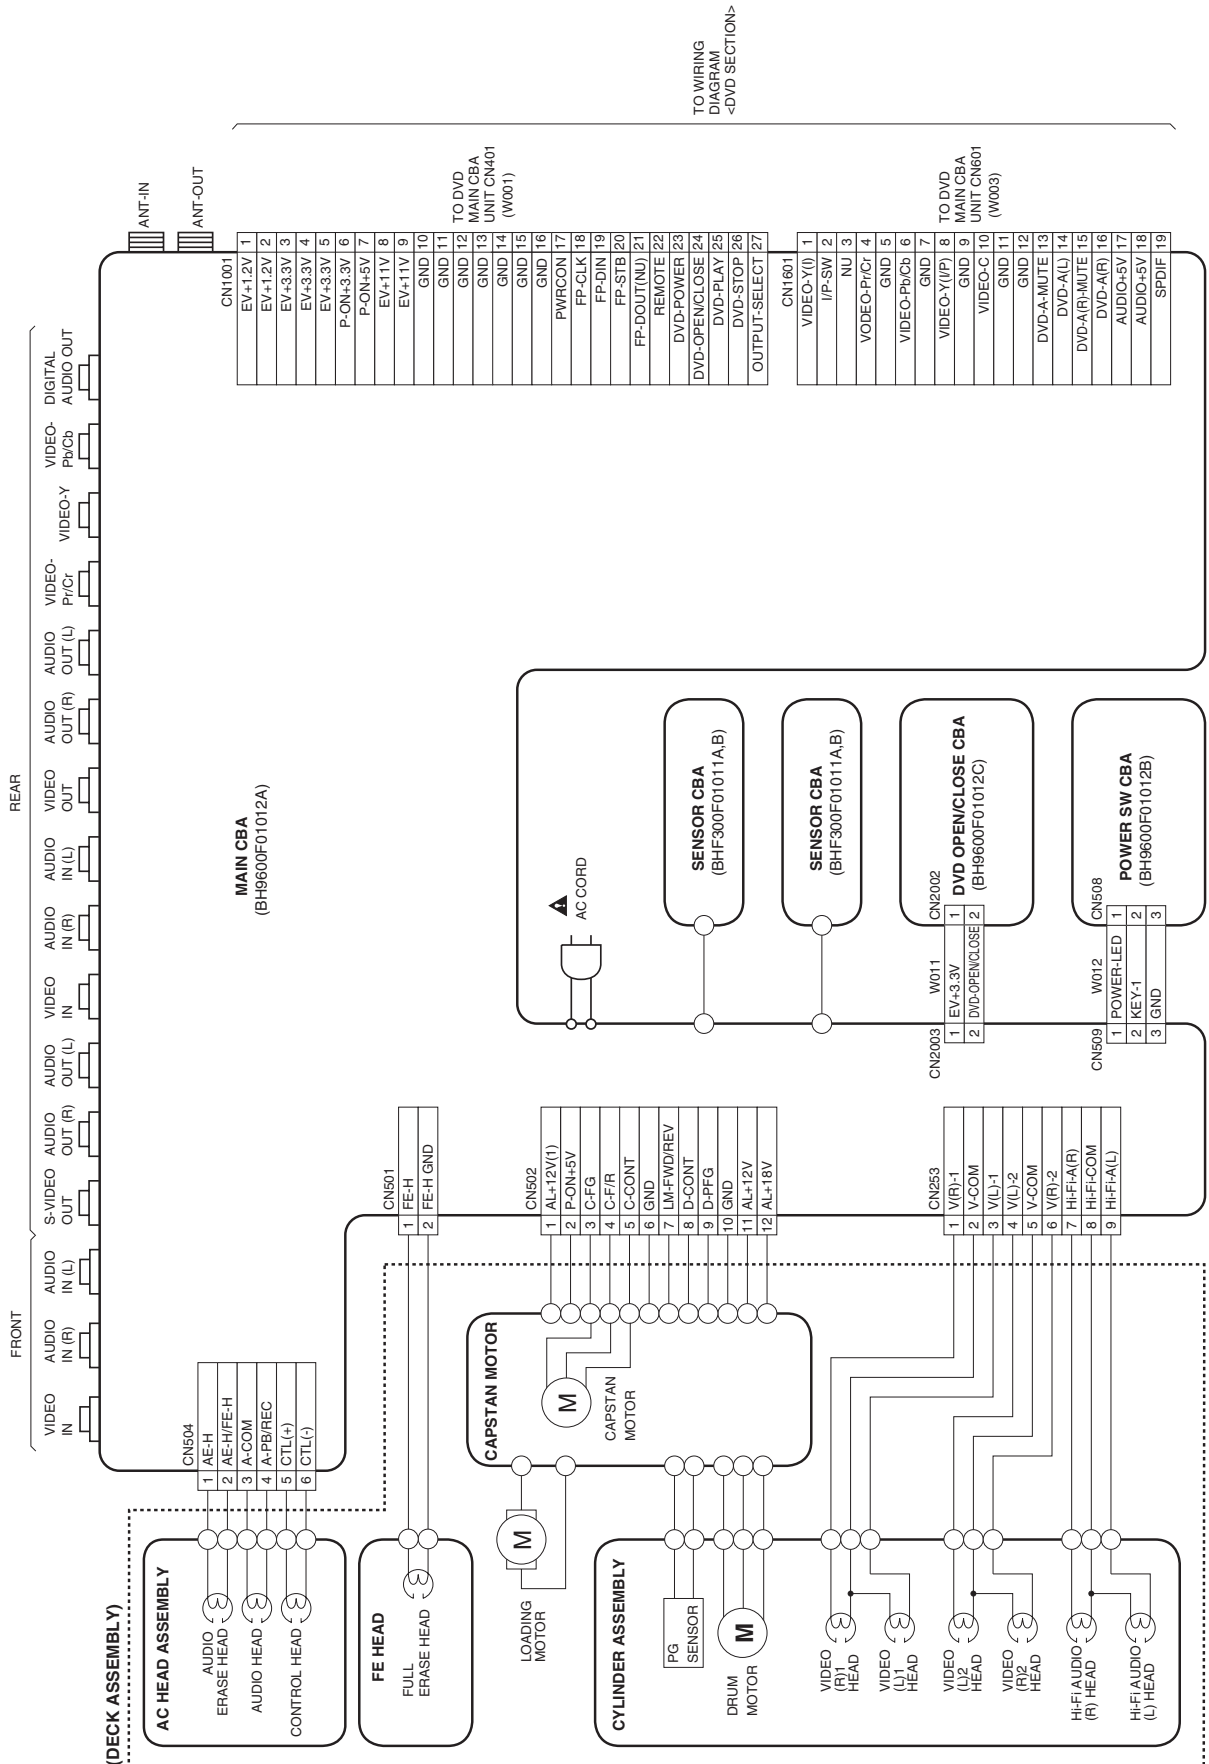 REAR
FRONT
VIDEO
IN
AUDIO
IN (R)
AUDIO
IN (L)
S-VIDEO
OUT
AUDIO
OUT (R)
AUDIO
OUT (L)
VIDEO
IN
AUDIO
IN (R)
AUDIO
IN (L)
VIDEO
OUT
AUDIO
OUT (R)
AUDIO
OUT (L)
VIDEO-
Pr/Cr
VIDEO-Y
VIDEO-
Pb/Cb
DIGITAL
AUDIO OUT
ANT-IN
ANT-OUT
MAIN CBA
(BH9600F01012A)
CN1001
EV+1.2V 1
EV+1.2V 2
EV+3.3V 3
EV+3.3V 4
EV+3.3V 5
P-ON+3.3V 6
P-ON+5V 7
EV+11V 8
EV+11V 9
GND 10
GND 11
GND 12
GND 13
GND 14
GND 15
GND 16
PWRCON 17
FP-CLK 18
FP-DIN 19
FP-STB 20
FP-DOUT(NU) 21
REMOTE 22
DVD-POWER 23
DVD-OPEN/CLOSE 24
DVD-PLAY 25
DVD-STOP 26
OUTPUT-SELECT 27
TO DVD
MAIN CBA
UNIT CN401
(W001)
CN1601
VIDEO-Y(I) 1
I/P-SW 2
NU 3
VODEO-Pr/Cr 4
GND 5
VIDEO-Pb/Cb 6
GND 7
VIDEO-Y(I/P) 8
GND 9
VIDEO-C 10
GND 11
GND 12
DVD-A-MUTE 13
DVD-A(L) 14
DVD-A(R)-MUTE 15
DVD-A(R) 16
AUDIO+5V 17
AUDIO+5V 18
SPDIF 19
TO DVD
MAIN CBA
UNIT CN601
(W003)
TO WIRING
DIAGRAM
<DVD SECTION>
AC CORD
SENSOR CBA
(BHF300F01011A,B)
SENSOR CBA
(BHF300F01011A,B)
CN2003
W011
CN2002
1 EV+3.3V 1
2 DVD-OPEN/CLOSE 2
DVD OPEN/CLOSE CBA
(BH9600F01012C)
CN509
W012
CN508
1 POWER-LED 1
2 KEY-1 2
3 GND 3
POWER SW CBA
(BH9600F01012B)
CN504
1 AE-H
2 AE-H/FE-H
3 A-COM
4 A-PB/REC
5 CTL(+)
6 CTL(-)
CN501
1 FE-H
2 FE-H GND
CN502
1 AL+12V(1)
2 P-ON+5V
3 C-FG
4 C-F/R
5 C-CONT
6 GND
7 LM-FWD/REV
8 D-CONT
9 D-PFG
10 GND
11 AL+12V
12 AL+18V
CN253
1 V(R)-1
2 V-COM
3 V(L)-1
4 V(L)-2
5 V-COM
6 V(R)-2
7 Hi-Fi-A(R)
8 Hi-Fi-COM
9 Hi-Fi-A(L)
(DECK ASSEMBLY)
AC HEAD ASSEMBLY
AUDIO
ERASE HEAD
AUDIO HEAD
CONTROL HEAD
FE HEAD
FULL
ERASE HEAD
CAPSTAN MOTOR
M
CAPSTAN
MOTOR
M
LOADING
MOTOR
CYLINDER ASSEMBLY
PG
SENSOR
M
DRUM
MOTOR
VIDEO
(R)1
HEAD
VIDEO
(L)1
HEAD
VIDEO
(L)2
HEAD
VIDEO
(R)2
HEAD
Hi-Fi AUDIO
(R) HEAD
Hi-Fi AUDIO
(L) HEAD